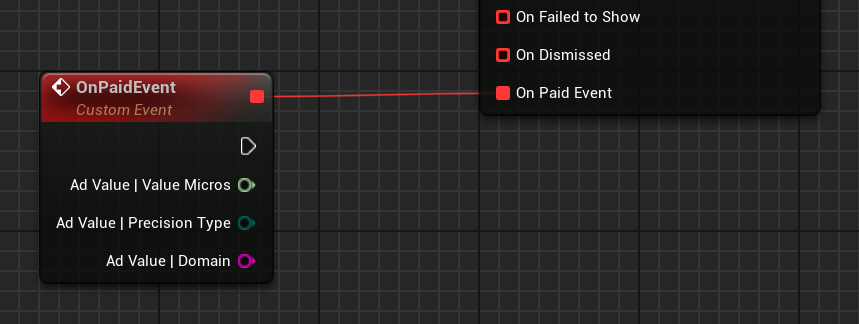 On Failed to Show
On Dismissed
On Paid Event
OnPaidEvent
Custom Event
Ad Value | Value Micros
Ad Value | Precision Type
Ad Value | Domain